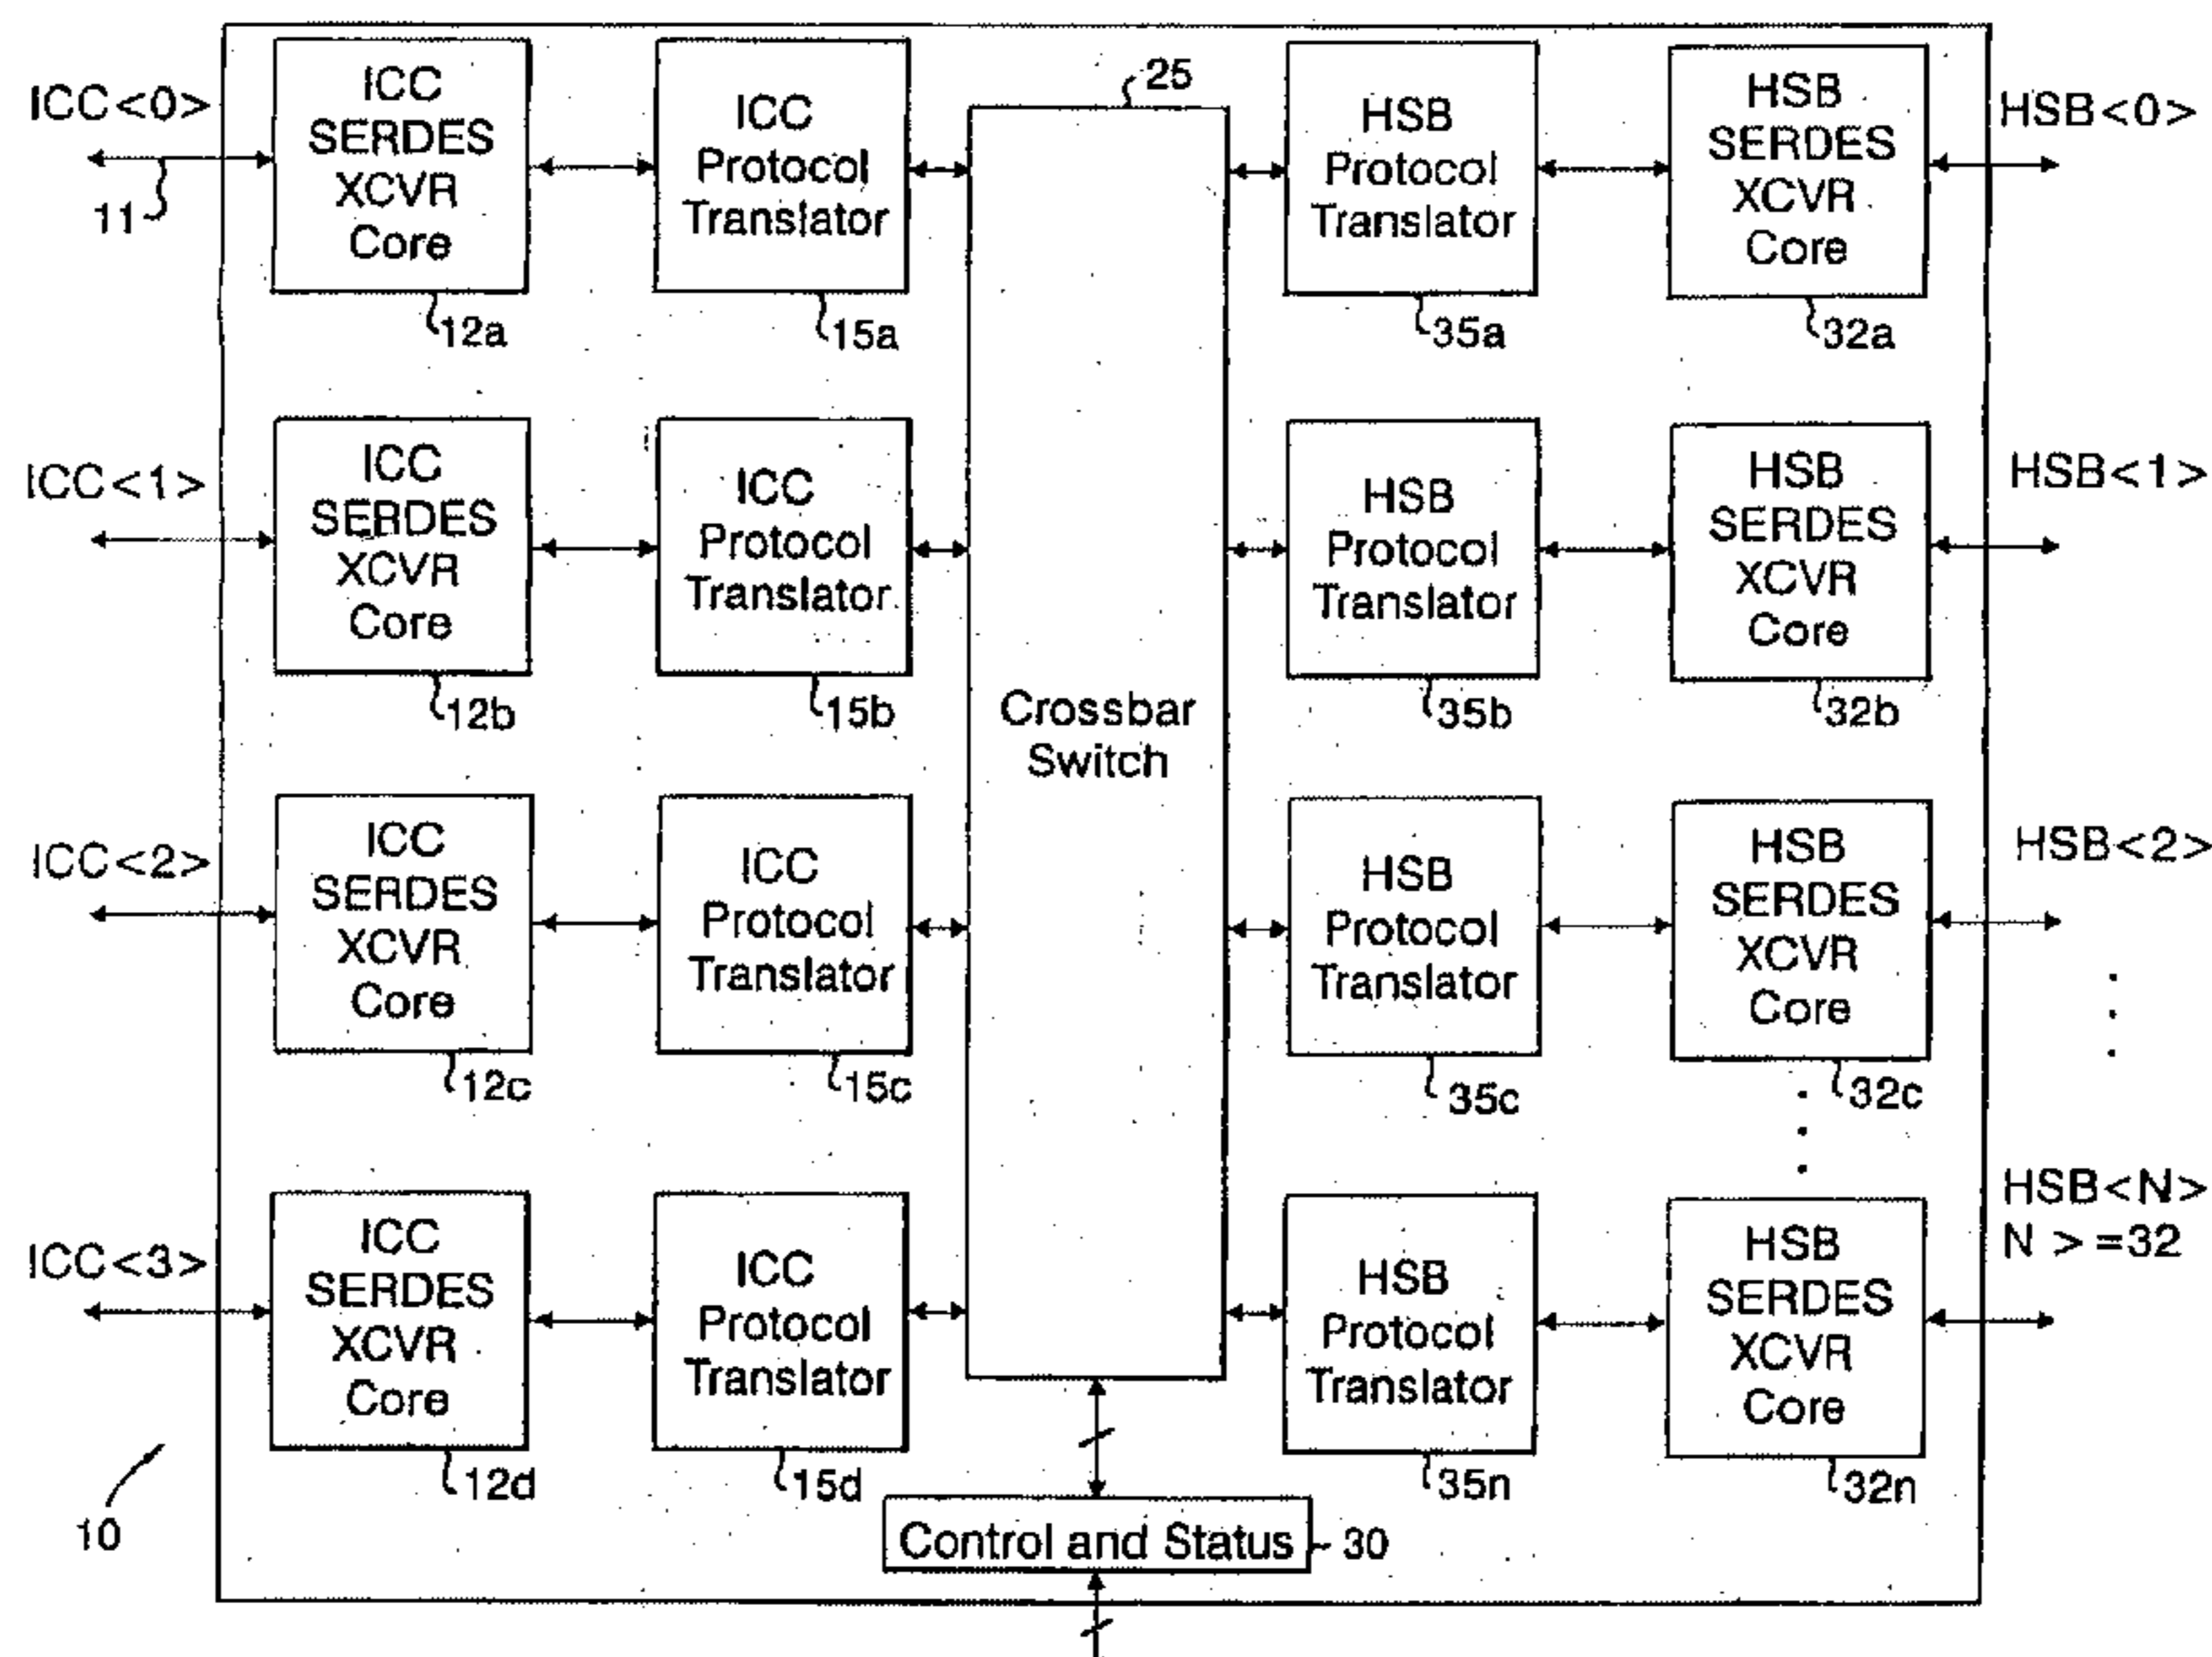 25
ICC<0>
ICC
SERDES
XCVR
Core
ICC
Protocol
Translator
HSB
Protocol
Translator
HSB
SERDES
XCVR
Core
HSB<0>
11
12a
15a
35a
32a
ICC<1>
ICC
SERDES
XCVR
Core
ICC
Protocol
Translator
HSB
Protocol
Translator
HSB
SERDES
XCVR
Core
HSB<1>
12b
15b
35b
32b
Crossbar
Switch
ICC<2>
ICC
SERDES
XCVR
Core
ICC
Protocol
Translator
HSB
Protocol
Translator
HSB
SERDES
XCVR
Core
HSB<2>
12c
15c
35c
32c
ICC<3>
ICC
SERDES
XCVR
Core
ICC
Protocol
Translator
HSB
Protocol
Translator
HSB
SERDES
XCVR
Core
HSB<N>
N > =32
12d
15d
35n
32n
10
Control and Status
30